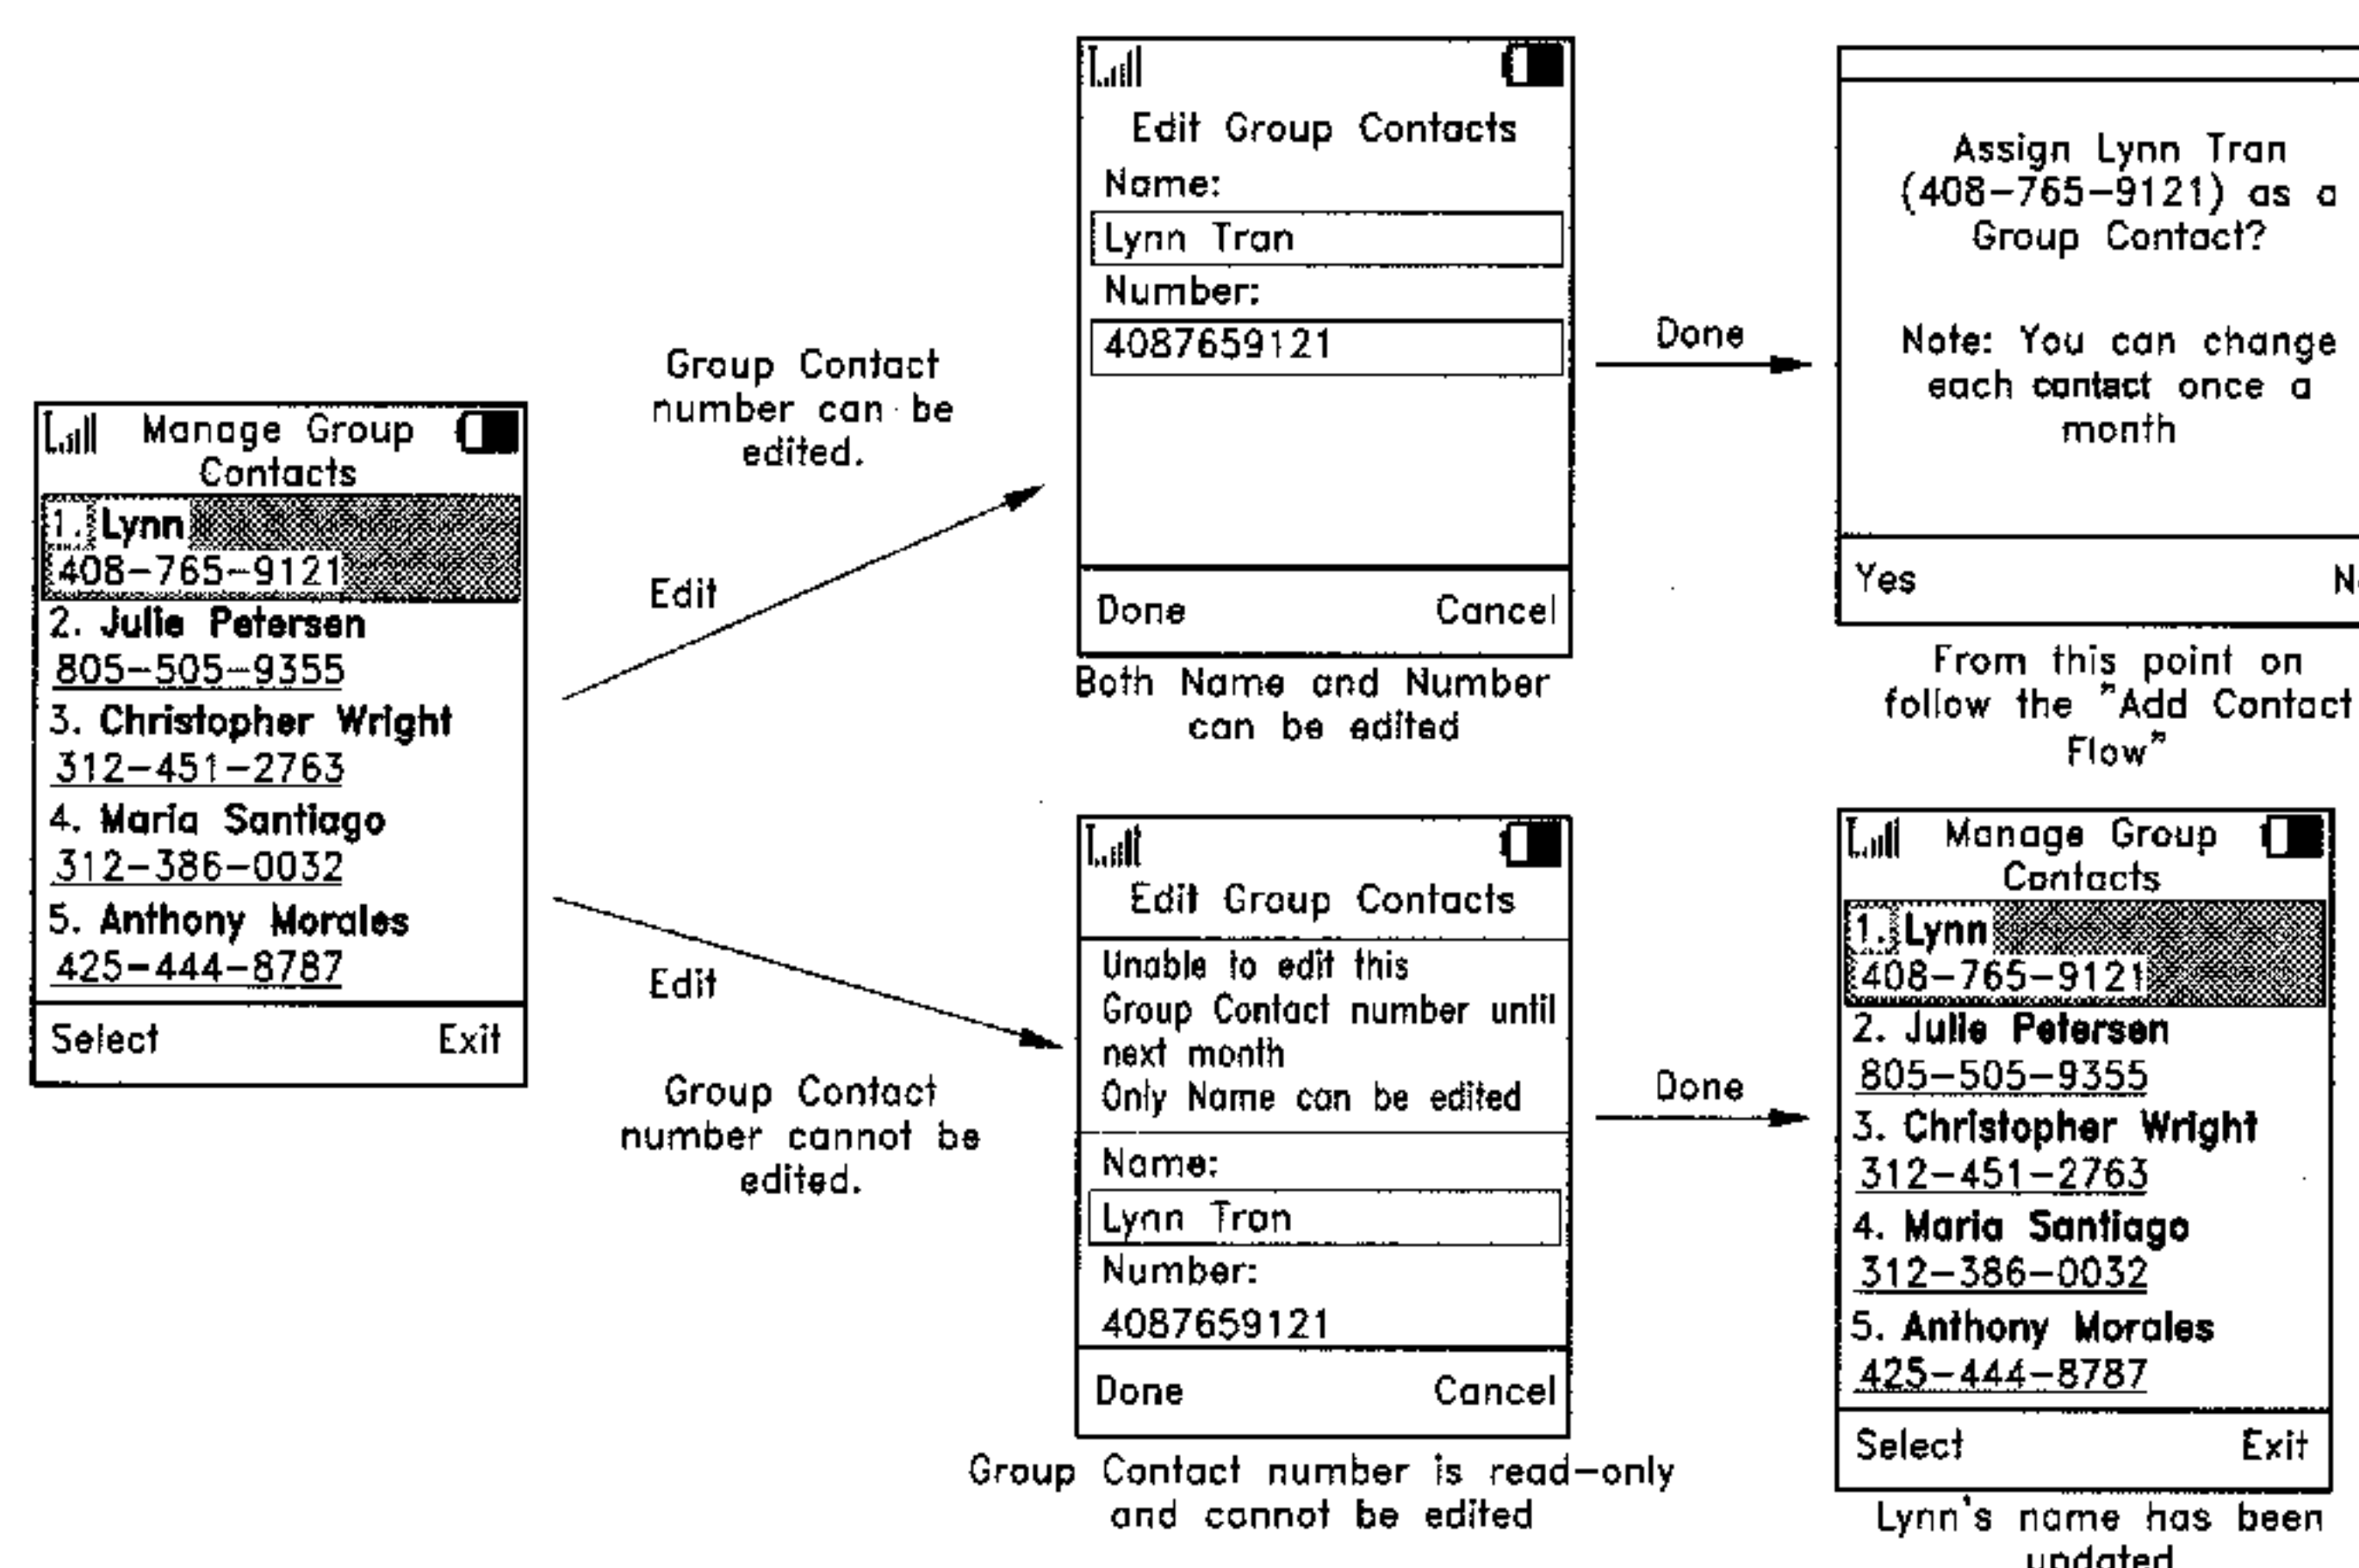 Manage Group
Contacts
1. Lynn
408-765-9121
2. Julie Petersen
805-505-9355
3. Christopher Wright
312-451-2763
4. Maria Santiago
312-386-0032
5. Anthony Morales
425-444-8787
Select Exit
Group Contact
number can be
edited.
Edit
Edit
Group Contact
number cannot be
edited.
Edit Group Contacts
Name:
Lynn Tran
Number:
4087659121
Done Cancel
Both Name and Number
can be edited
Done
Assign Lynn Tran
(408-765-9121) as a
Group Contact?
Note: You can change
each contact once a
month
Yes
From this point on
follow the "Add Contact
Flow"
Edit Group Contacts
Unable to edit this
Group Contact number until
next month
Only Name can be edited
Name:
Lynn Tran
Number:
4087659121
Done Cancel
Group Contact number is read-only
and cannot be edited
Done
Manage Group
Contacts
1. Lynn
408-765-9121
2. Julie Petersen
805-505-9355
3. Christopher Wright
312-451-2763
4. Maria Santiago
312-386-0032
5. Anthony Morales
425-444-8787
Select Exit
Lynn's name has been
updated